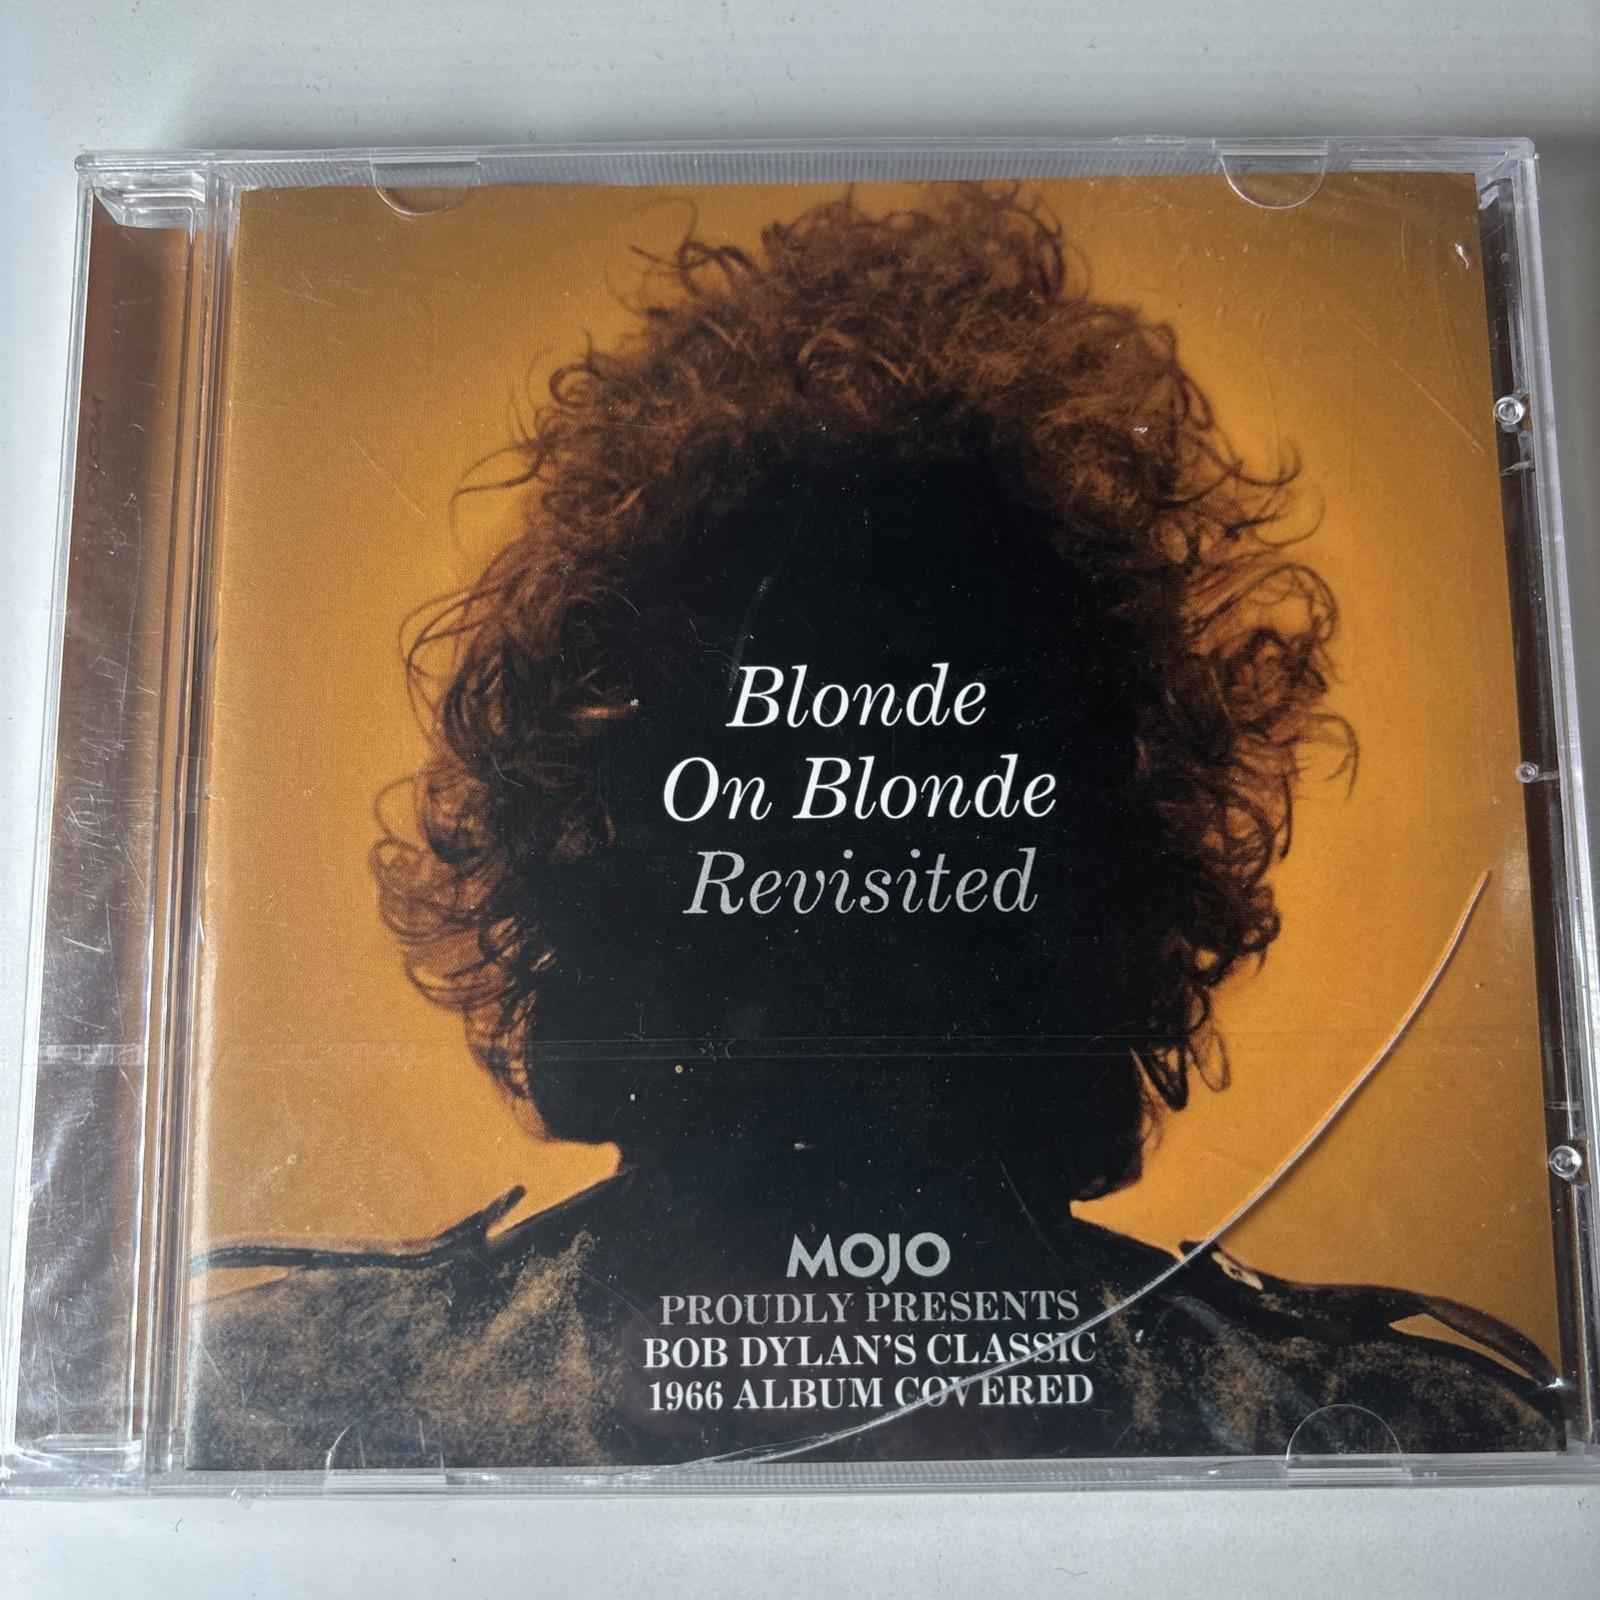 Blonde
On Blonde
Revisited
MOJO
PROUDLY PRESENTS
BOB DYLAN'S CLASSIC
1966 ALBUM COVERED